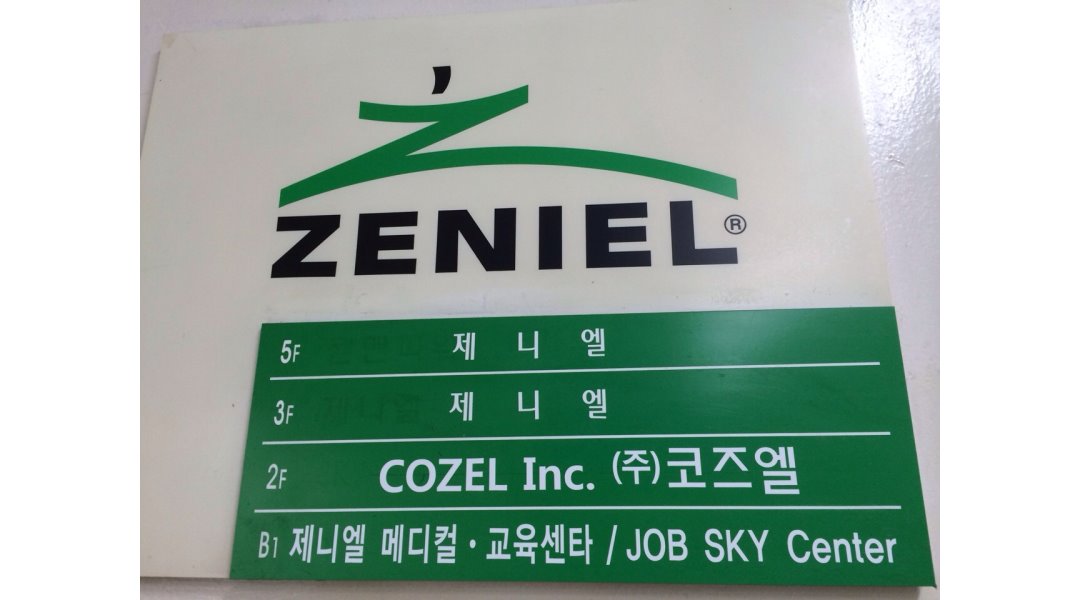 ZENIEL®
5F 제 니 엘
3F 제 니 엘
2F COZEL Inc. (주)코즈엘
B1 제니엘 메디컬·교육센타 / JOB SKY Center